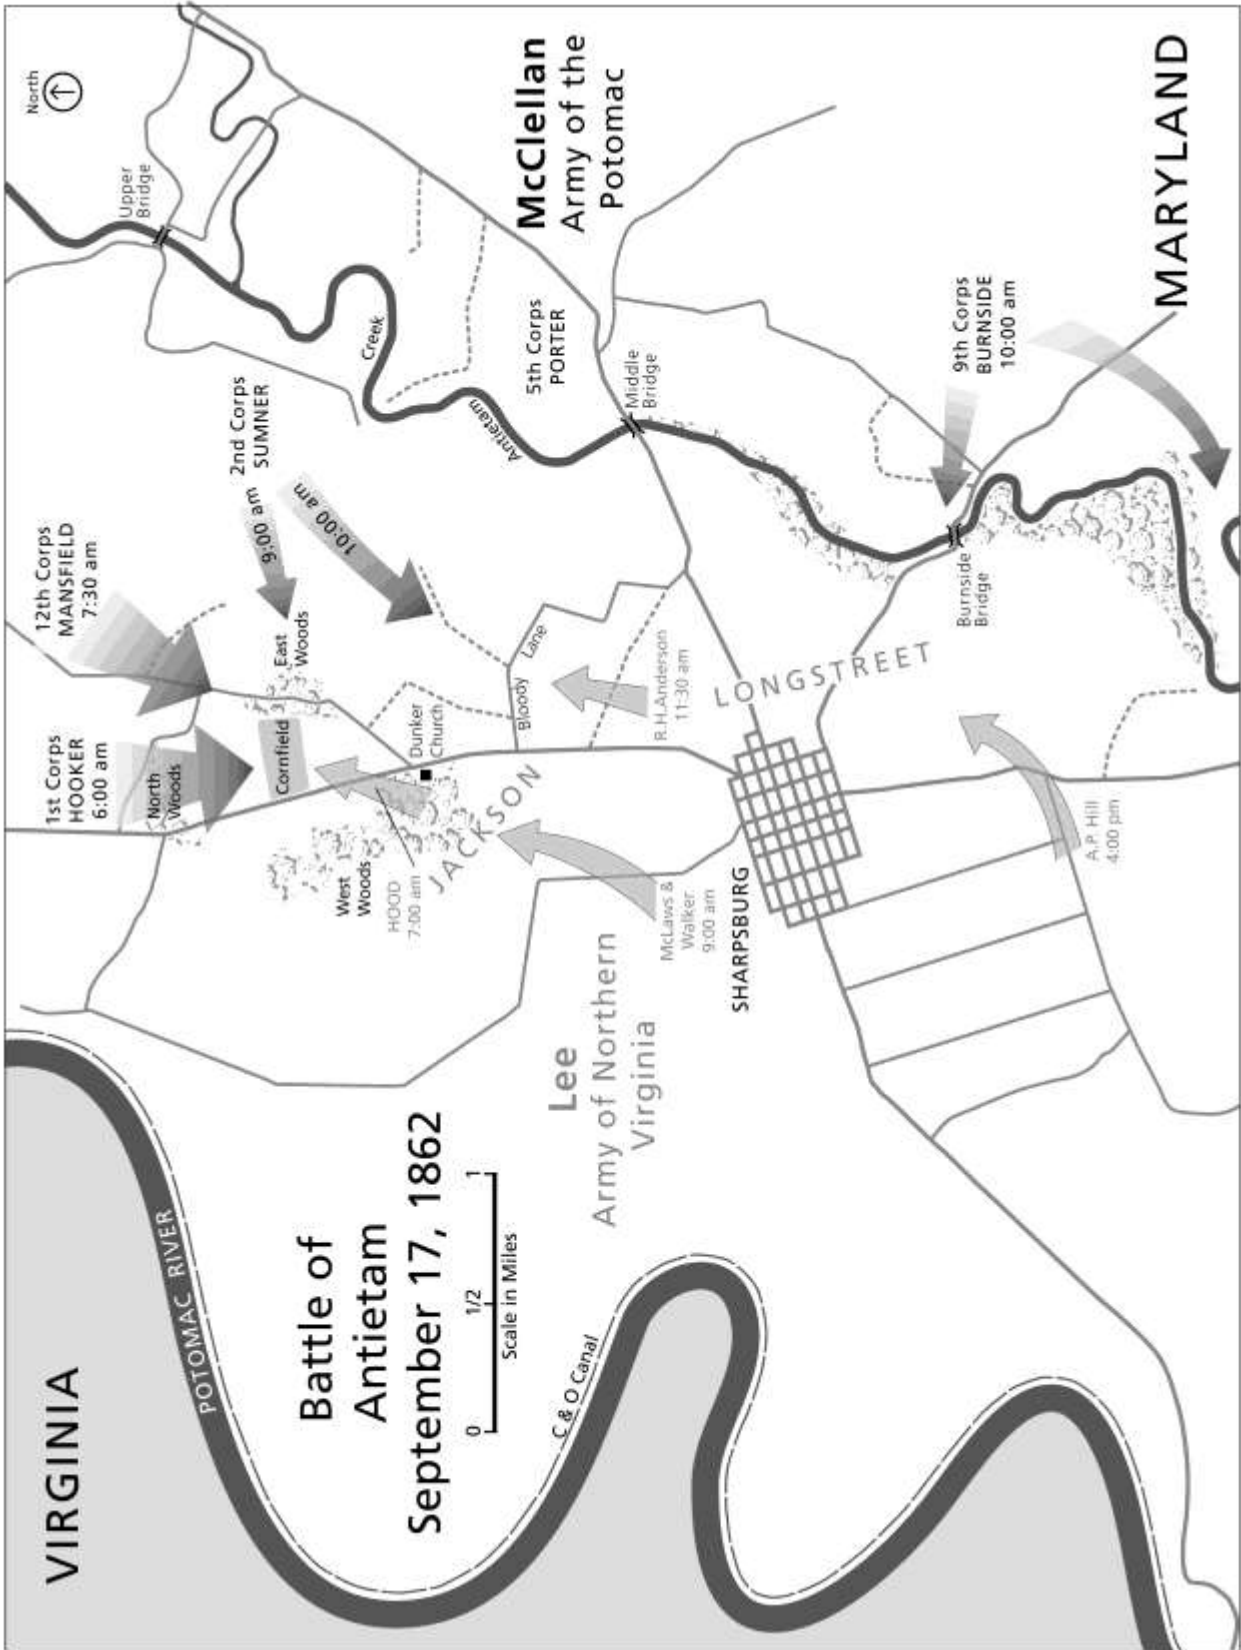 VIRGINIA
POTOMAC RIVER
Battle of
Antietam
September 17, 1862
0
1/2
1
Scale in Miles
C & O Canal
Lee
Army of Northern
Virginia
1st Corps
HOOKER
6:00 am
North
Woods
12th Corps
MANSFIELD
7:30 am
Cornfield
East
Woods
9:00 am
2nd Corps
SUMNER
10:00 am
West
Woods
HOOD
7:00 am
JACKSON
Dunker
Church
McLaws &
Walker
9:00 am
Bloody
Lane
R.H.Anderson
11:30 am
SHARPSBURG
LONGSTREET
A.P. Hill
4:00 pm
Upper
Bridge
North
Creek
Antietam
5th Corps
PORTER
Middle
Bridge
McClellan
Army of the
Potomac
9th Corps
BURNSIDE
10:00 am
Burnside
Bridge
MARYLAND